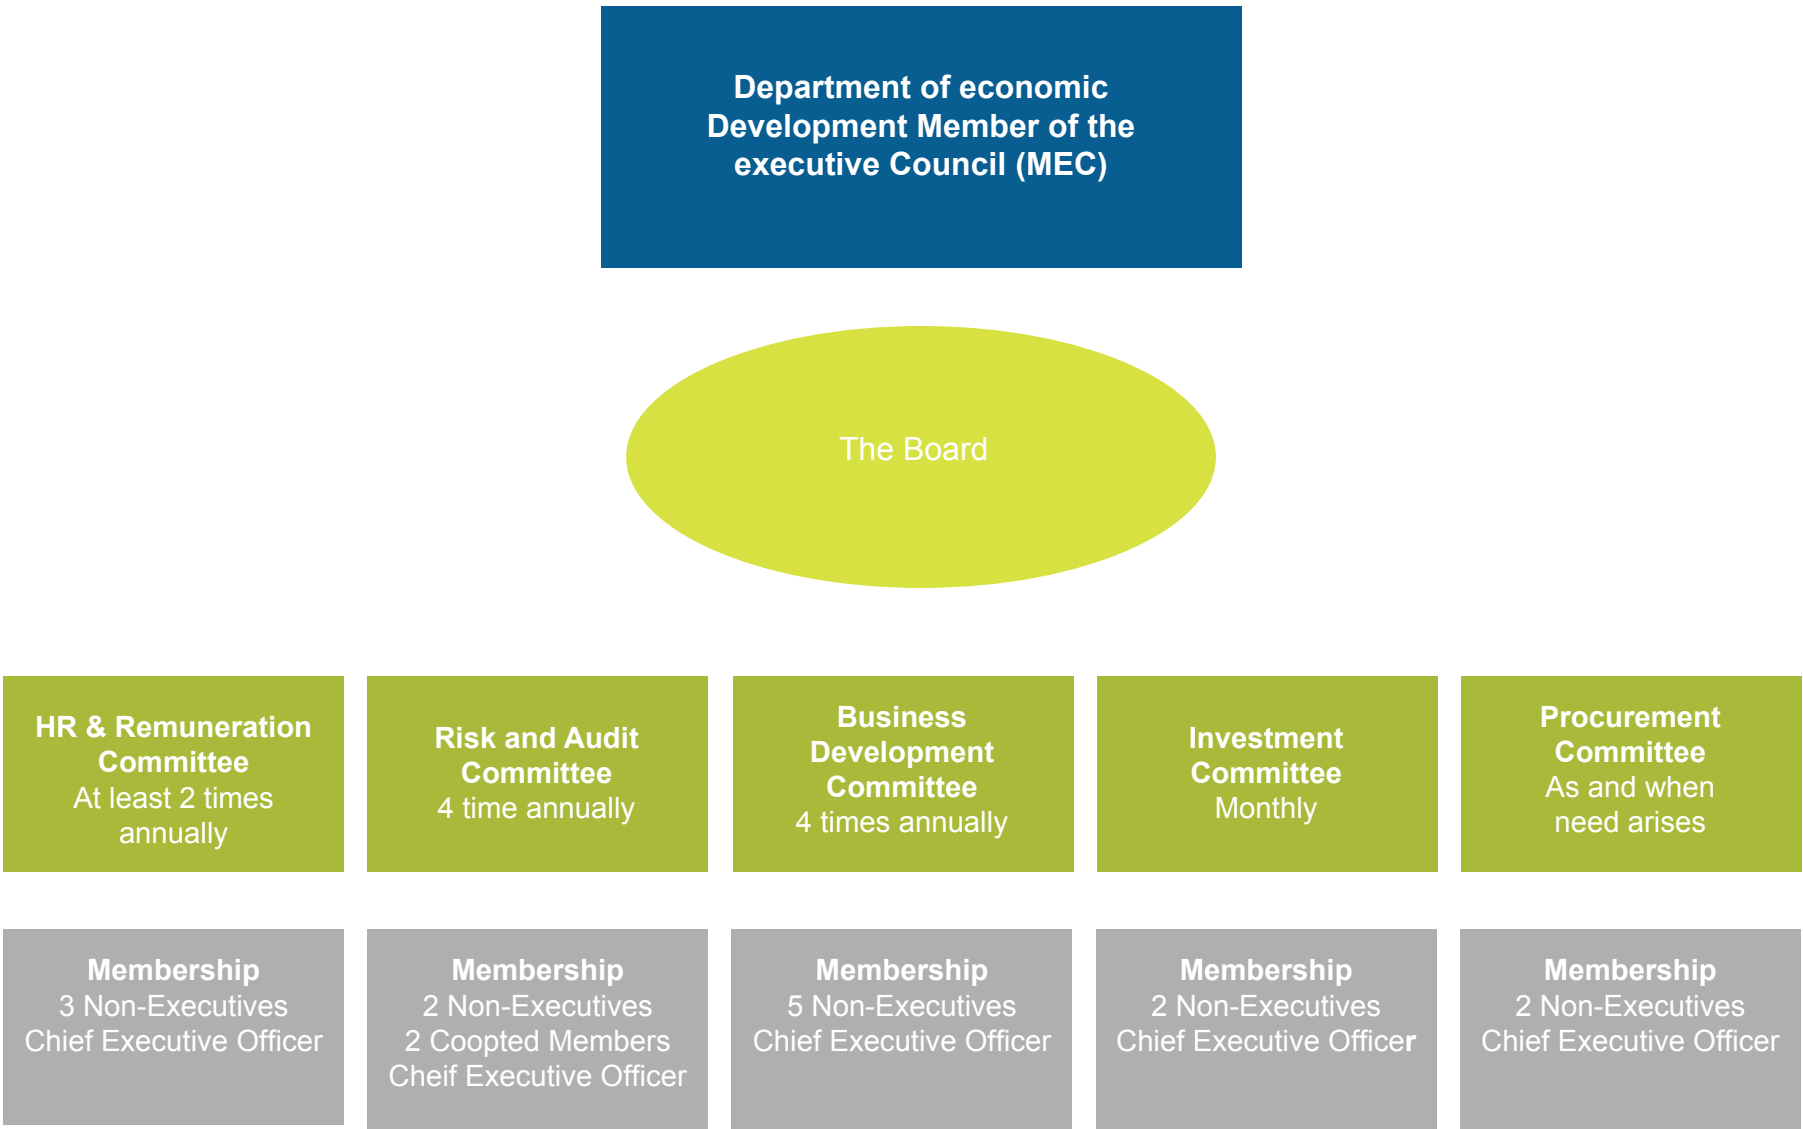 Department of economic
Development Member of the
executive Council (MEC)
The Board
HR & Remuneration
Committee
At least 2 times
annually
Risk and Audit
Committee
4 time annually
Business
Development
Committee
4 times annually
Investment
Committee
Monthly
Procurement
Committee
As and when
need arises
Membership
3 Non-Executives
Chief Executive Officer
Membership
2 Non-Executives
2 Coopted Members
Cheif Executive Officer
Membership
5 Non-Executives
Chief Executive Officer
Membership
2 Non-Executives
Chief Executive Officer
Membership
2 Non-Executives
Chief Executive Officer